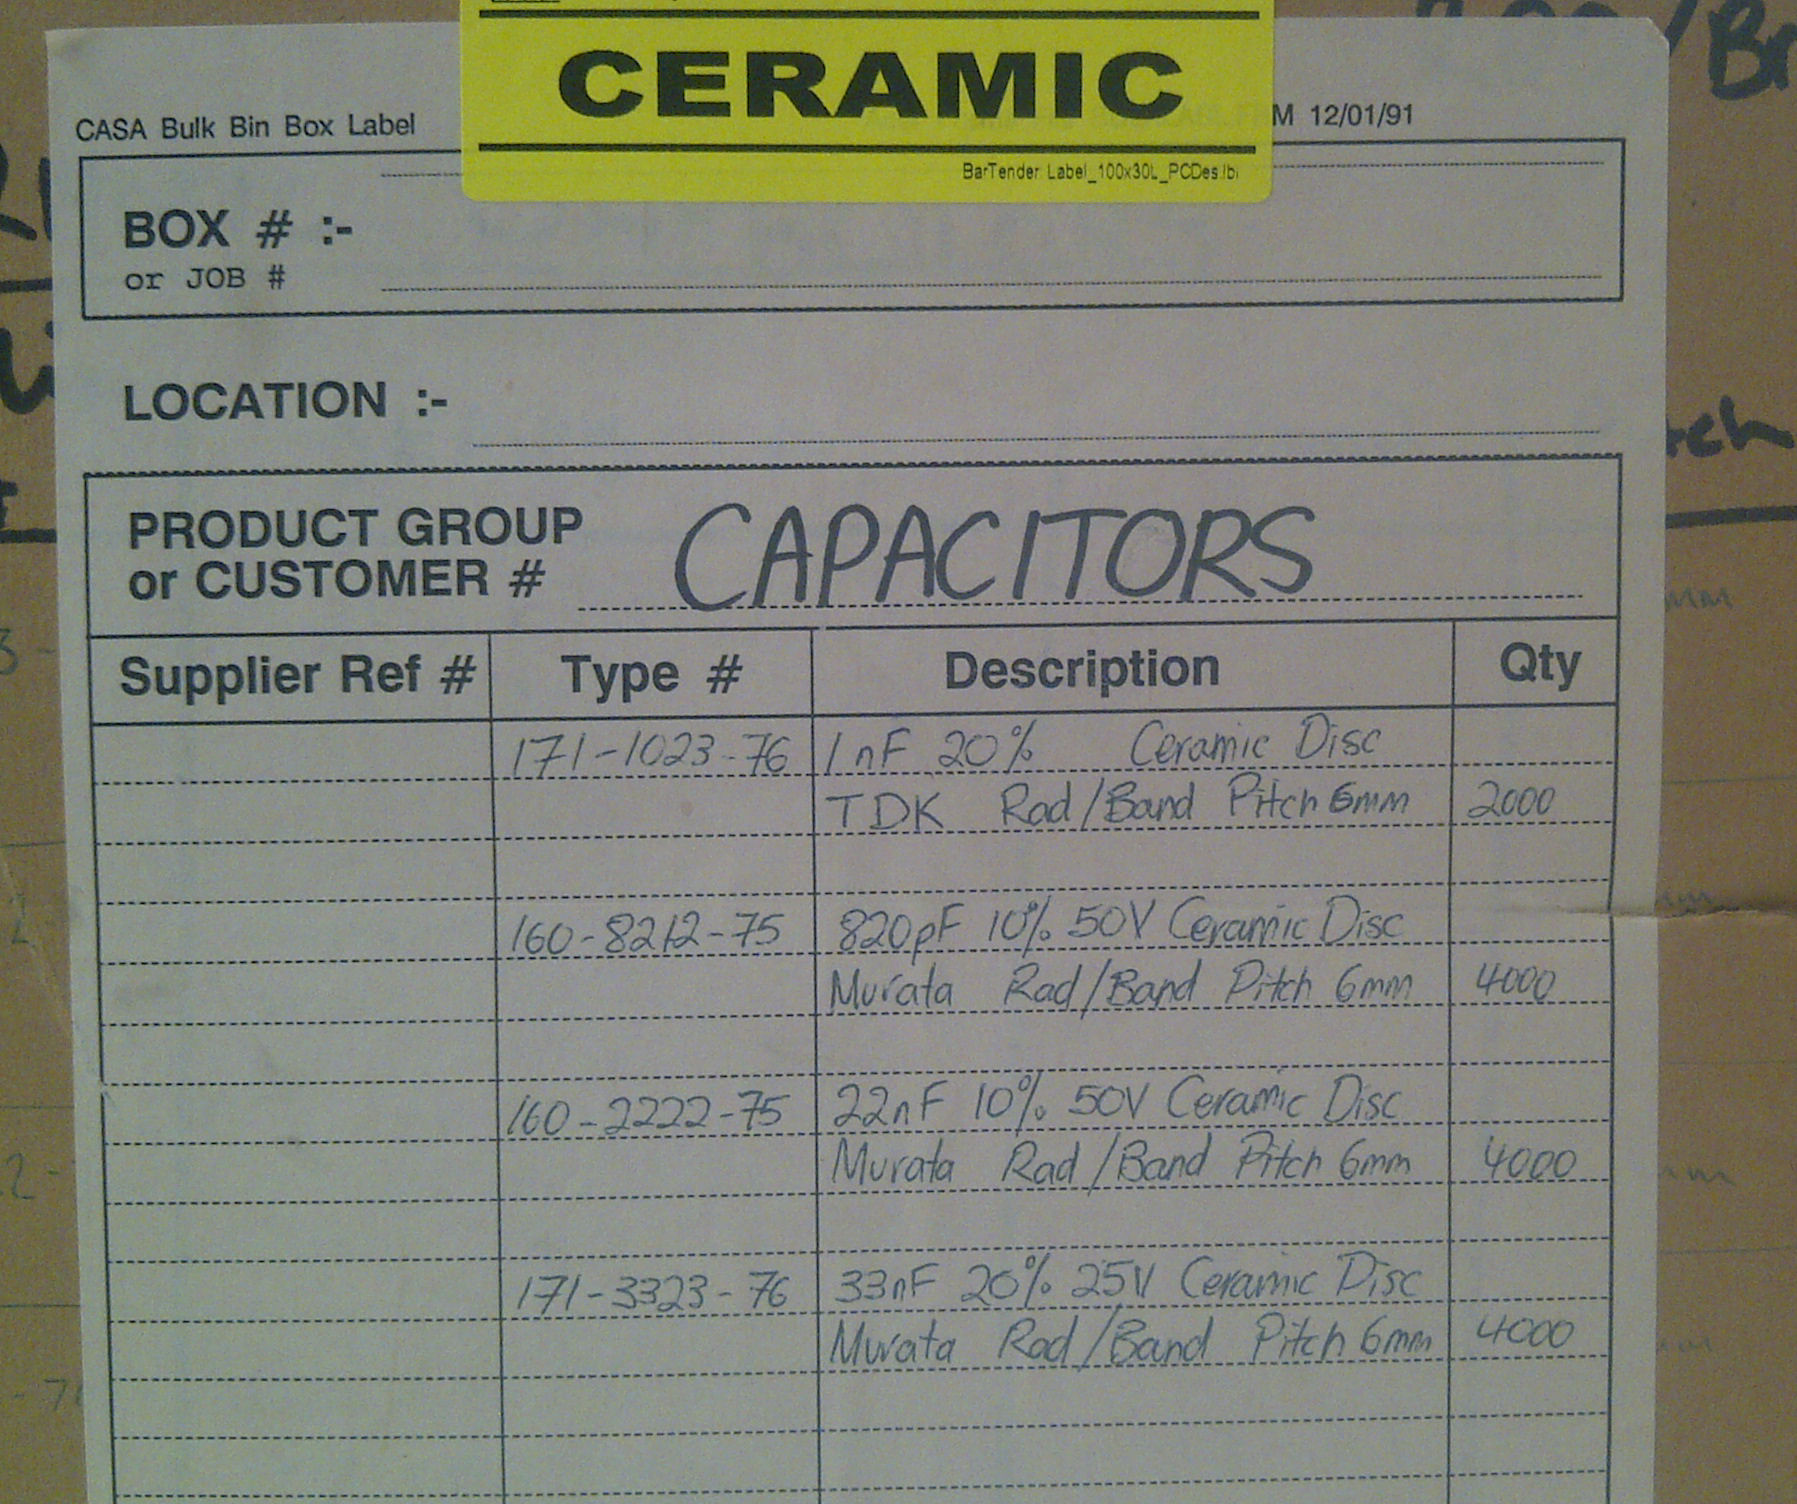 CERAMIC
BarTender Label_100x30L_PCDes.lbl
CASA Bulk Bin Box Label
M 12/01/91
BOX # :-
or JOB #
LOCATION :-
PRODUCT GROUP
or CUSTOMER #
CAPACITORS
Supplier Ref # Type # Description Qty
171-1023-76 1nF 20% Ceramic Disc
TDK Rad/Band Pitch 6mm 2000
160-8212-75 820pF 10% 50V Ceramic Disc
Murata Rad/Band Pitch 6mm 4000
160-2222-75 22nF 10% 50V Ceramic Disc
Murata Rad/Band Pitch 6mm 4000
171-3323-76 33nF 20% 25V Ceramic Disc
Murata Rad/Band Pitch 6mm 4000